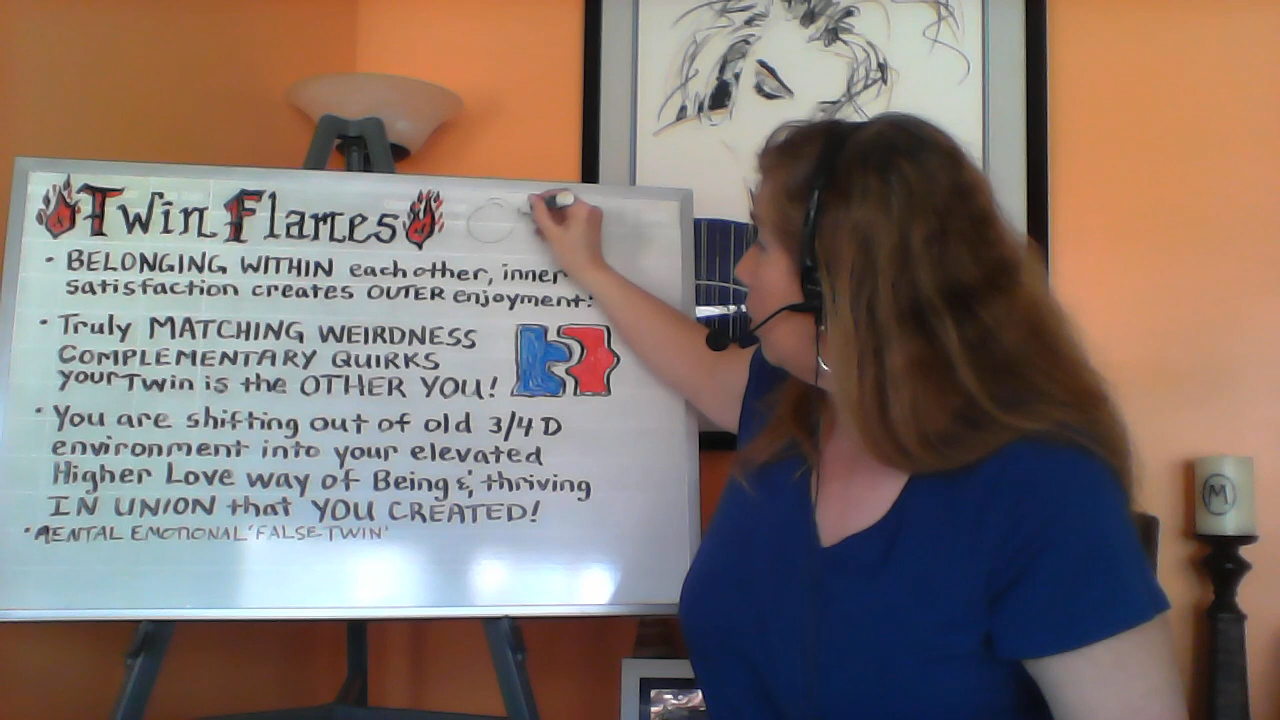 Twin Flames
• BELONGING WITHIN each other, inner
satisfaction creates OUTER enjoyment!
• Truly MATCHING WEIRDNESS
COMPLEMENTARY QUIRKS
your Twin is the OTHER YOU!
• You are shifting out of old 3/4 D
environment into your elevated
Higher Love way of Being & thriving
IN UNION that YOU CREATED!
• MENTAL EMOTIONAL 'FALSE-TWIN'
M